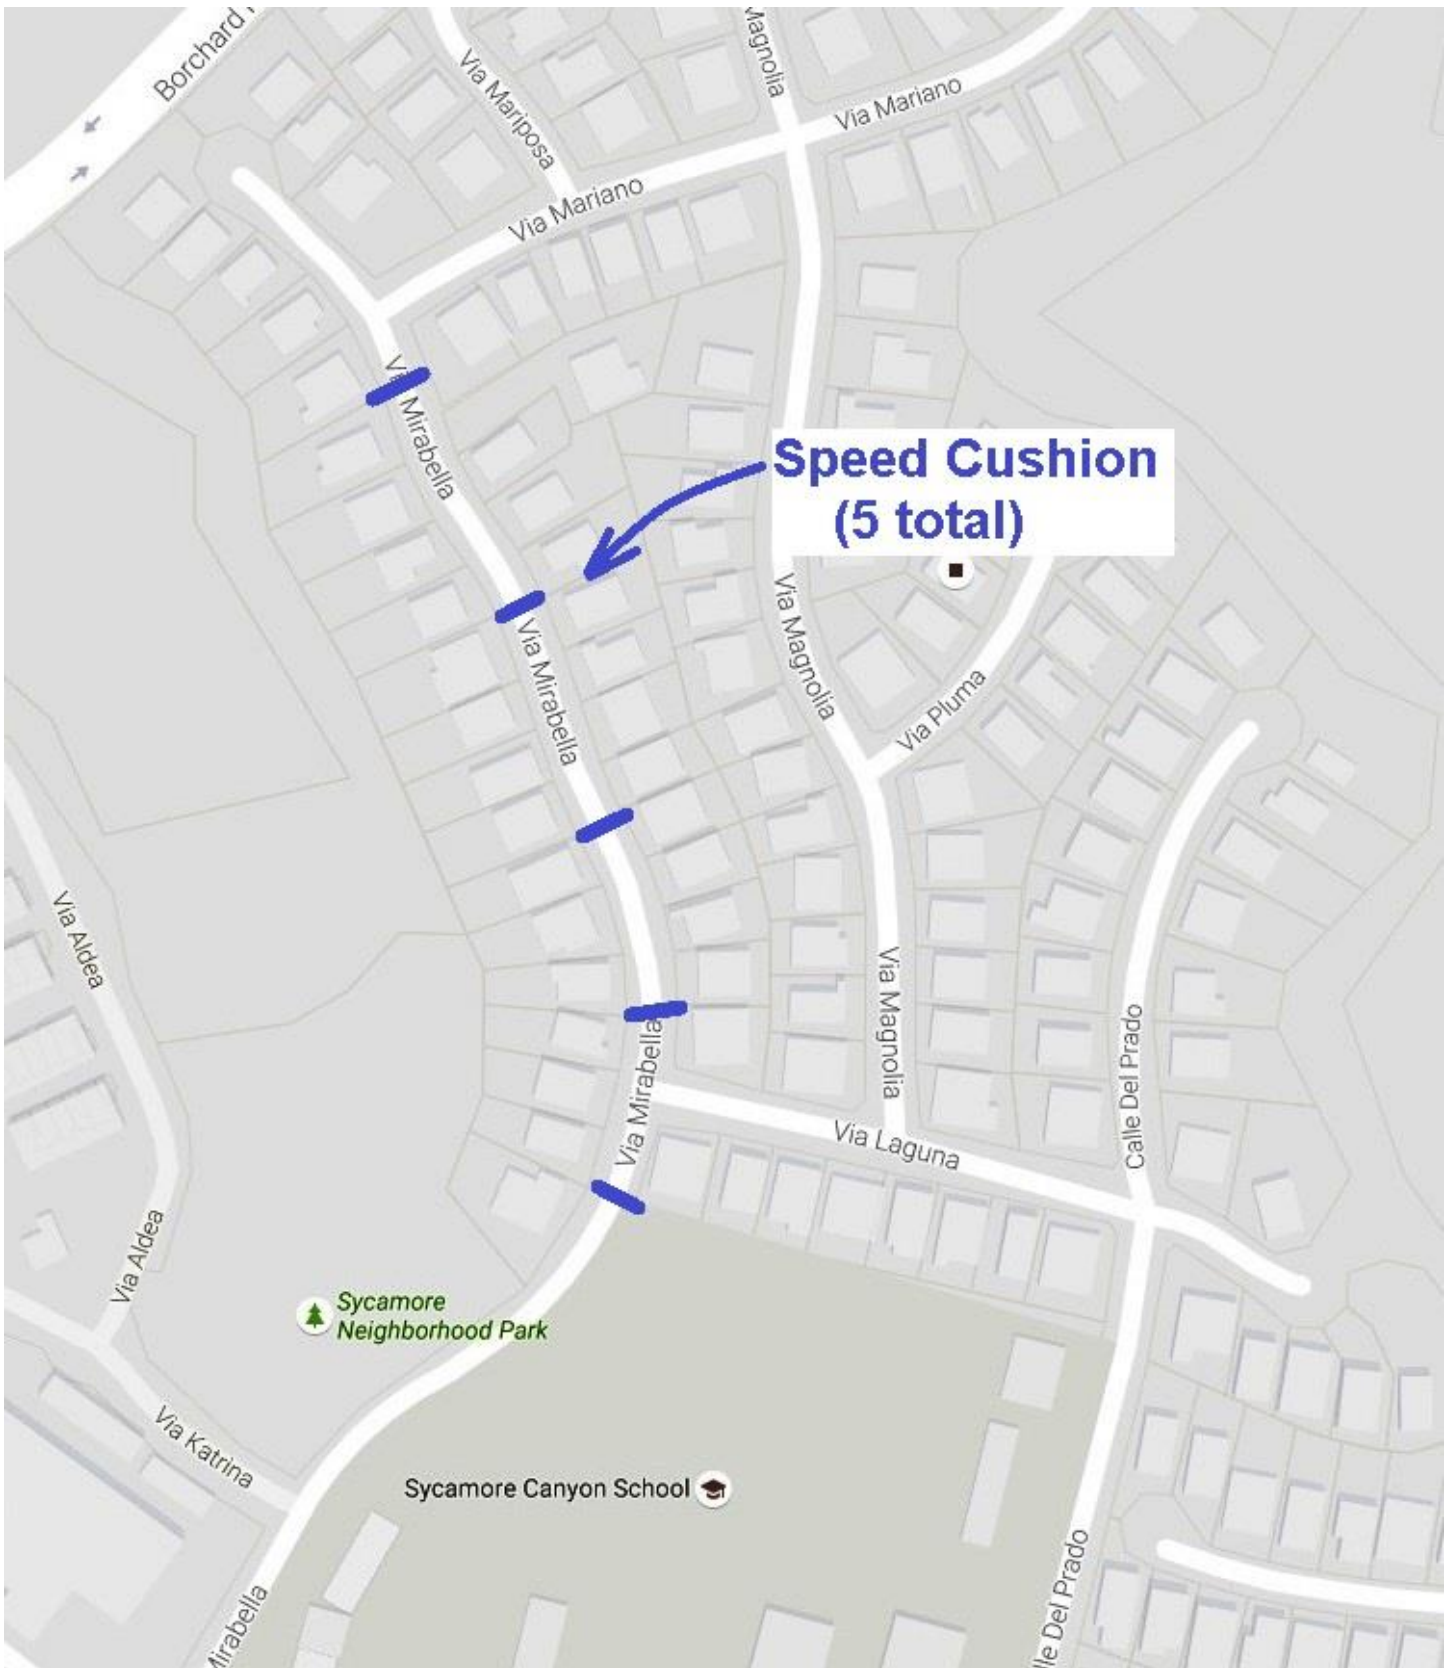 Borchard
Via Mariposa
Magnolia
Via Mariano
Via Mariano
Via Mirabella
Speed Cushion
(5 total)
Via Mirabella
Via Magnolia
Via Pluma
Via Aldea
Via Magnolia
Calle Del Prado
Via Mirabella
Via Laguna
Via Aldea
Sycamore
Neighborhood Park
Via Katrina
Sycamore Canyon School
Mirabella
lle Del Prado